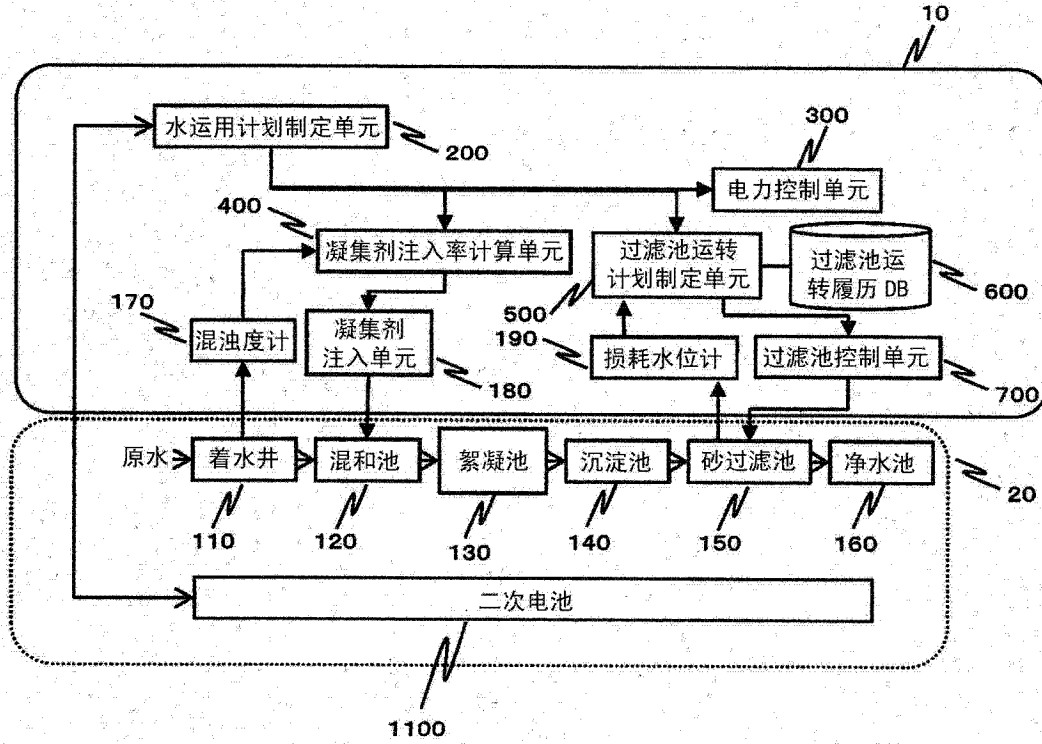 10
水运用计划制定单元
200
300
电力控制单元
400
凝集剂注入率计算单元
过滤池运转
计划制定单元
过滤池运
转履历 DB
600
500
170
混浊度计
凝集剂
注入单元
180
190
损耗水位计
过滤池控制单元
700
原水
着水井
混和池
絮凝池
沉淀池
砂过滤池
净水池
20
110
120
130
140
150
160
二次电池
1100